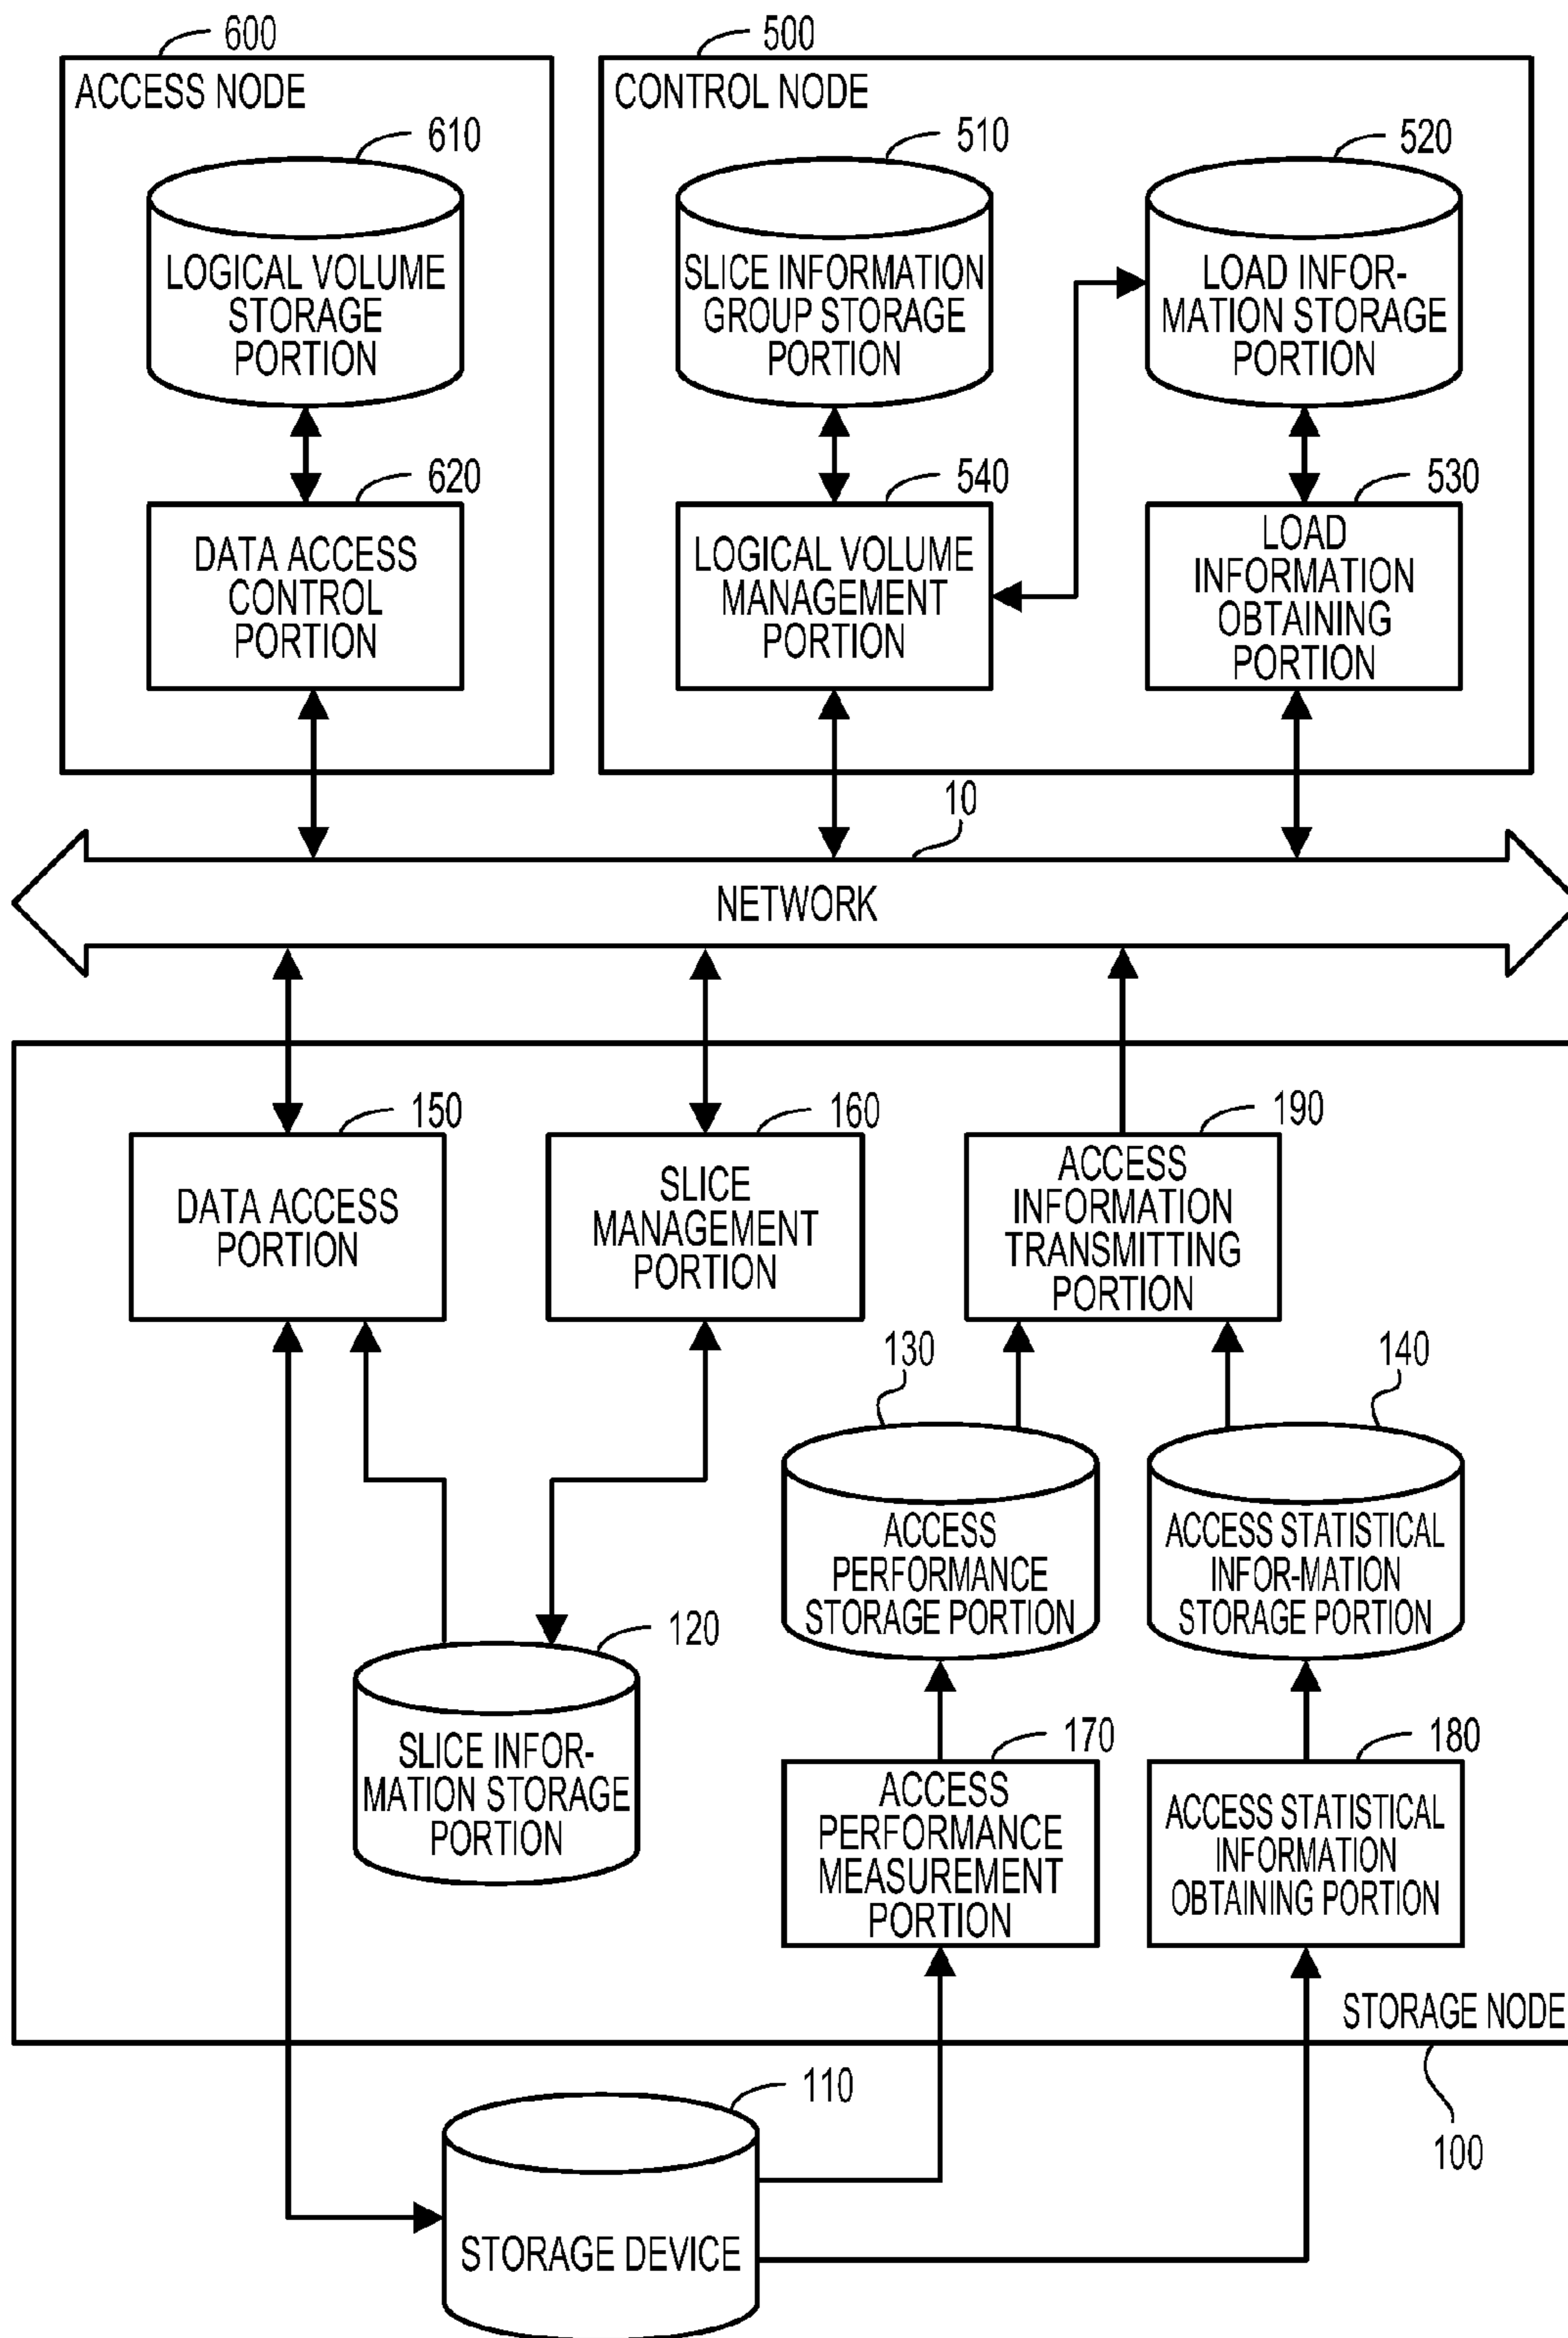 600
ACCESS NODE
610
LOGICAL VOLUME
STORAGE
PORTION
620
DATA ACCESS
CONTROL
PORTION
500
CONTROL NODE
510
SLICE INFORMATION
GROUP STORAGE
PORTION
520
LOAD INFOR-
MATION STORAGE
PORTION
540
LOGICAL VOLUME
MANAGEMENT
PORTION
530
LOAD
INFORMATION
OBTAINING
PORTION
10
NETWORK
150
DATA ACCESS
PORTION
160
SLICE
MANAGEMENT
PORTION
190
ACCESS
INFORMATION
TRANSMITTING
PORTION
130
ACCESS
PERFORMANCE
STORAGE PORTION
140
ACCESS STATISTICAL
INFOR-MATION
STORAGE PORTION
120
SLICE INFOR-
MATION STORAGE
PORTION
170
ACCESS
PERFORMANCE
MEASUREMENT
PORTION
180
ACCESS STATISTICAL
INFORMATION
OBTAINING PORTION
STORAGE NODE
100
110
STORAGE DEVICE